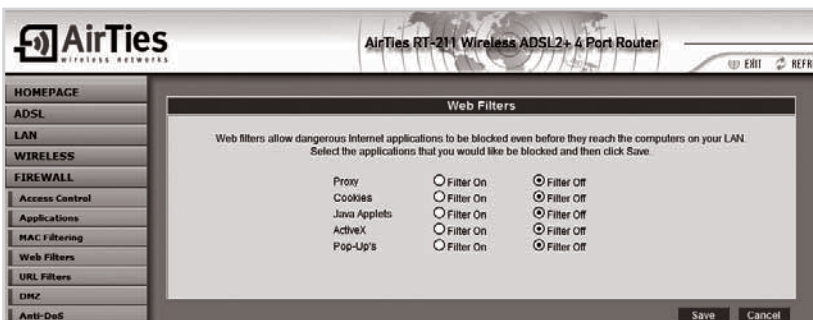 AirTies
wireless networks
AirTies RT-211 Wireless ADSL2+ 4 Port Router
EXIT REFR
HOMEPAGE
ADSL
LAN
WIRELESS
FIREWALL
Access Control
Applications
MAC Filtering
Web Filters
URL Filters
DMZ
Anti-DoS
Web Filters
Web filters allow dangerous Internet applications to be blocked even before they reach the computers on your LAN.
Select the applications that you would like be blocked and then click Save.
Proxy Filter On Filter Off
Cookies Filter On Filter Off
Java Applets Filter On Filter Off
ActiveX Filter On Filter Off
Pop-Up's Filter On Filter Off
Save Cancel